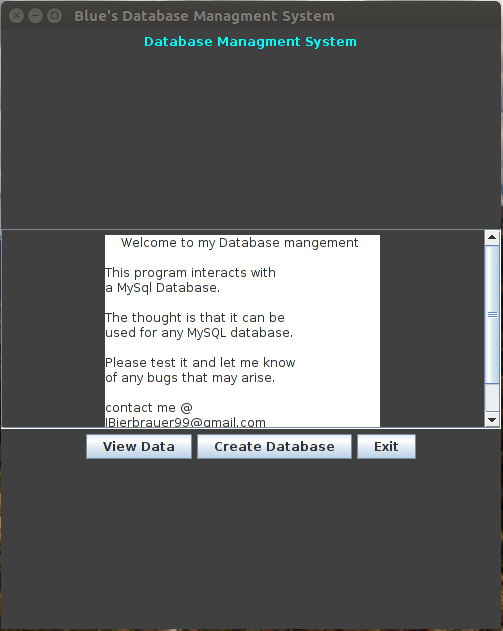 Blue's Database Managment System
Database Managment System
Welcome to my Database mangement
This program interacts with
a MySql Database.
The thought is that it can be
used for any MySQL database.
Please test it and let me know
of any bugs that may arise.
contact me @
IBierbrauer99@gmail.com
View Data
Create Database
Exit